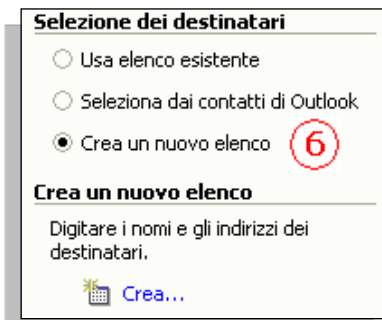 Selezione dei destinatari
Usa elenco esistente
Seleziona dai contatti di Outlook
Crea un nuovo elenco 6
Crea un nuovo elenco
Digitare i nomi e gli indirizzi dei
destinatari.
Crea...